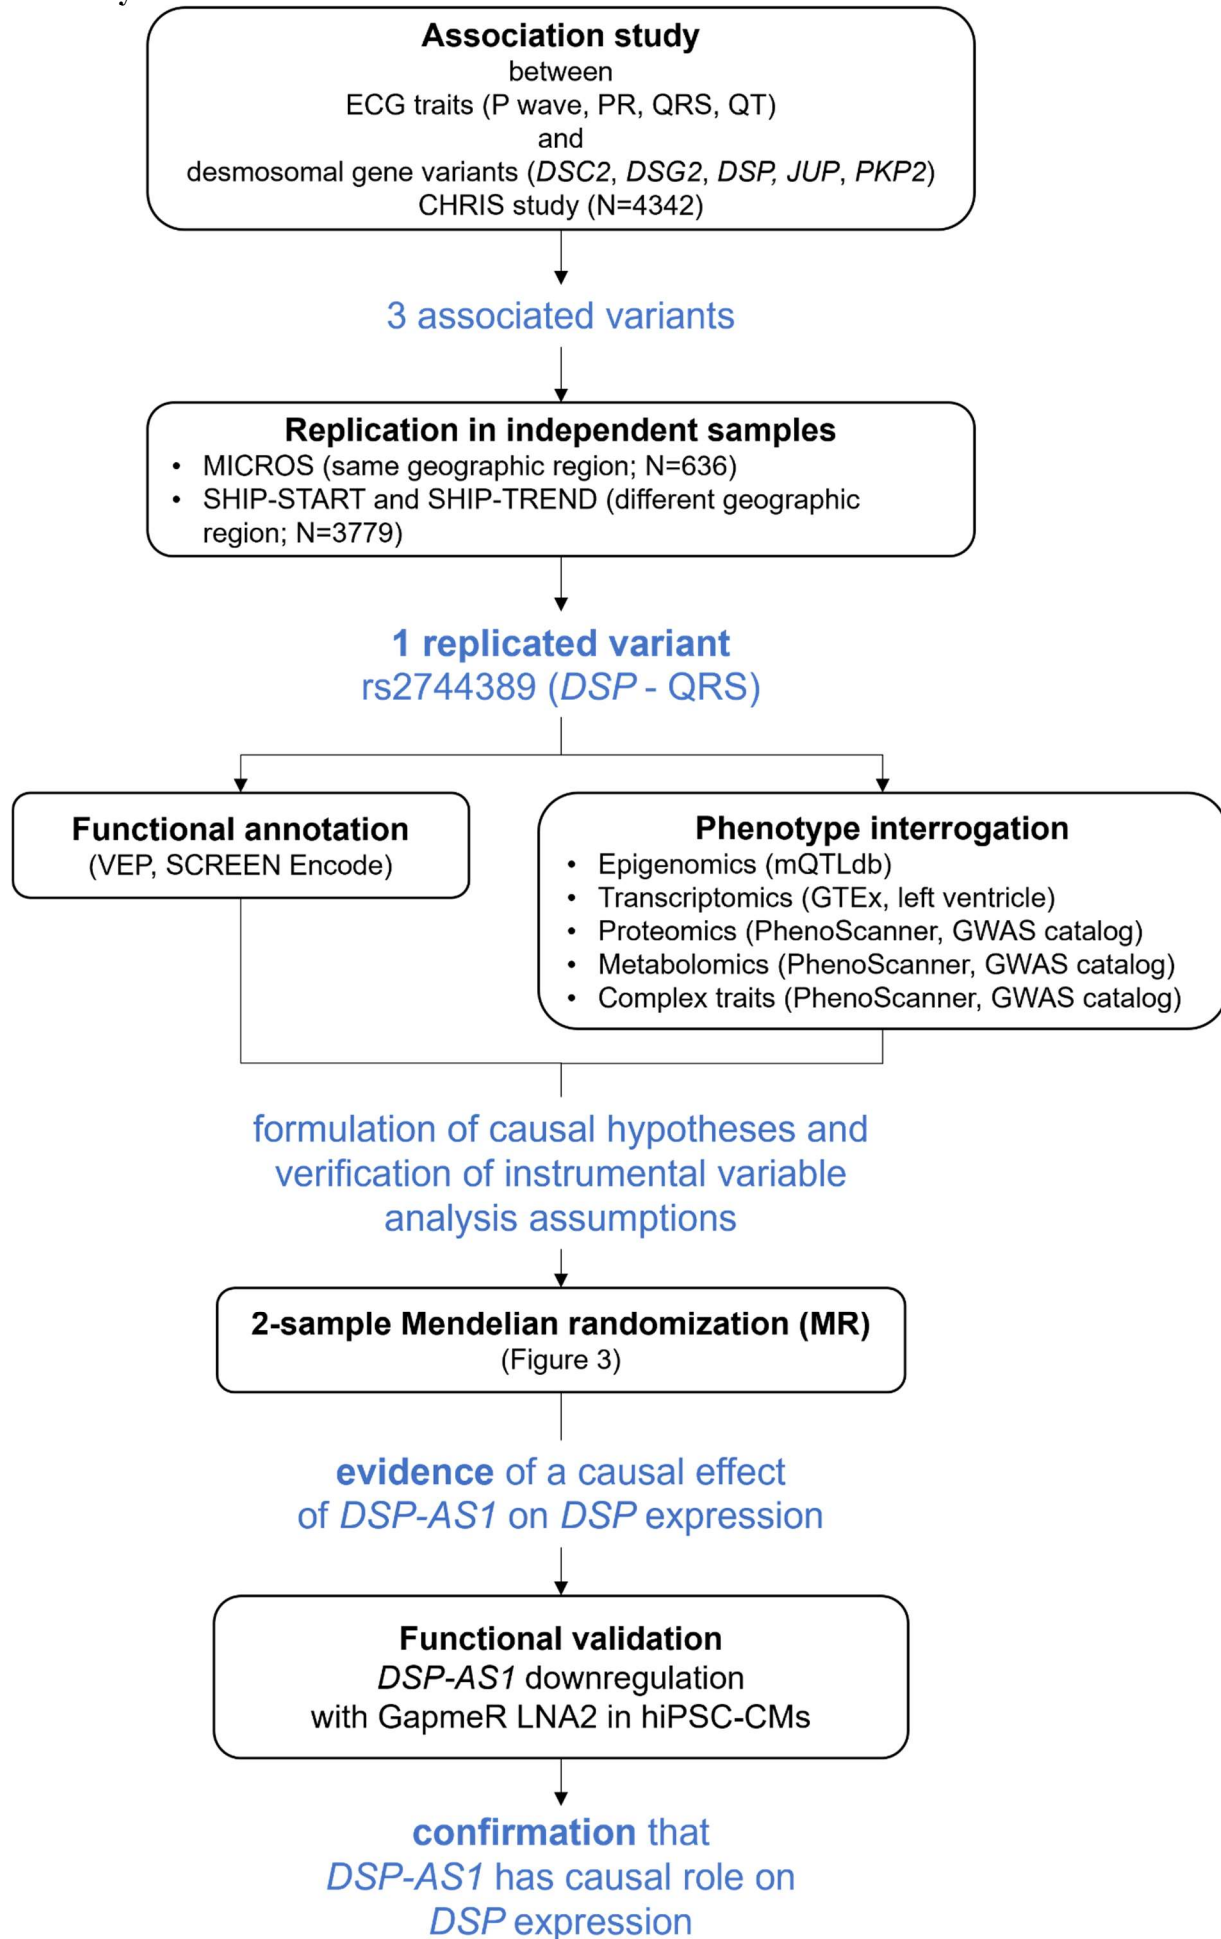 Association study
between
ECG traits (P wave, PR, QRS, QT)
and
desmosomal gene variants (DSC2, DSG2, DSP, JUP, PKP2)
CHRIS study (N=4342)
3 associated variants
Replication in independent samples
• MICROS (same geographic region; N=636)
• SHIP-START and SHIP-TREND (different geographic
region; N=3779)
1 replicated variant
rs2744389 (DSP - QRS)
Functional annotation
(VEP, SCREEN Encode)
Phenotype interrogation
• Epigenomics (mQTLdb)
• Transcriptomics (GTEx, left ventricle)
• Proteomics (PhenoScanner, GWAS catalog)
• Metabolomics (PhenoScanner, GWAS catalog)
• Complex traits (PhenoScanner, GWAS catalog)
formulation of causal hypotheses and
verification of instrumental variable
analysis assumptions
2-sample Mendelian randomization (MR)
(Figure 3)
evidence of a causal effect
of DSP-AS1 on DSP expression
Functional validation
DSP-AS1 downregulation
with GapmeR LNA2 in hiPSC-CMs
confirmation that
DSP-AS1 has causal role on
DSP expression